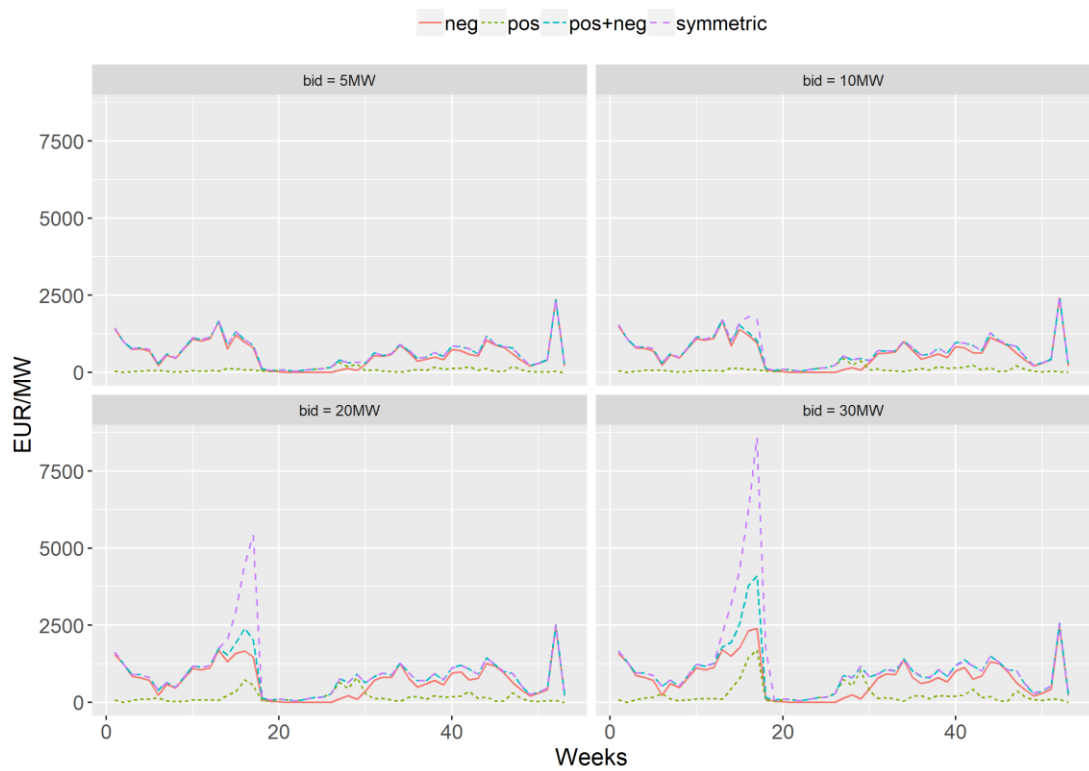 neg pos pos+neg symmetric
bid = 5MW bid = 10MW
7500
5000
2500
0
bid = 20MW bid = 30MW
7500
5000
2500
0
EUR/MW
0 20 40 0 20 40
Weeks